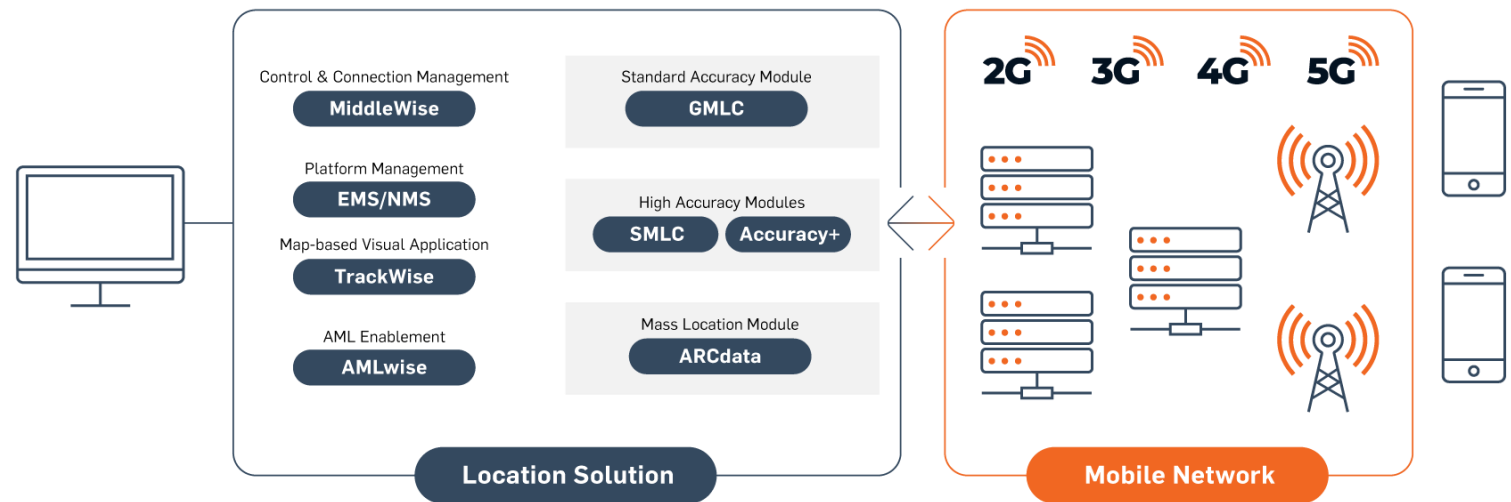 Control & Connection Management
MiddleWise
Platform Management
EMS/NMS
Map-based Visual Application
TrackWise
AML Enablement
AMLwise
Standard Accuracy Module
GMLC
High Accuracy Modules
SMLC Accuracy+
Mass Location Module
ARCdata
Location Solution
2G 3G 4G 5G
Mobile Network